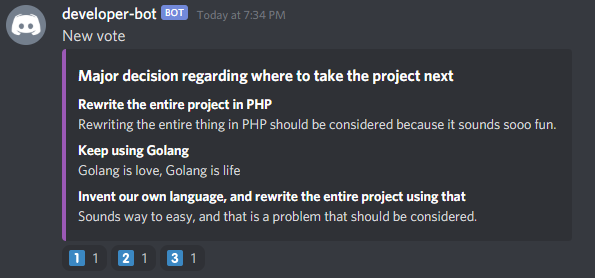 developer-bot BOT Today at 7:34 PM
New vote
Major decision regarding where to take the project next
Rewrite the entire project in PHP
Rewriting the entire thing in PHP should be considered because it sounds sooo fun.
Keep using Golang
Golang is love, Golang is life
Invent our own language, and rewrite the entire project using that
Sounds way to easy, and that is a problem that should be considered.
1 1 2 1 3 1